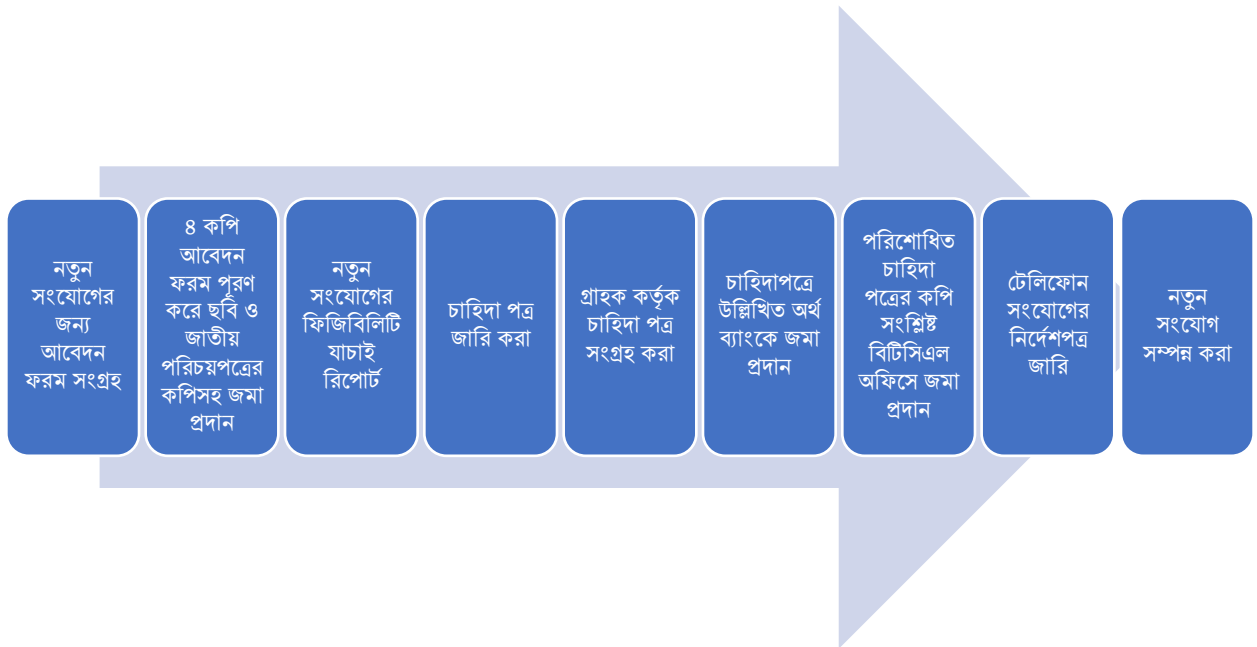 নতুন
সংযোগের
জন্য
আবেদন
ফরম সংগ্রহ
৪ কপি
আবেদন
ফরম পূরণ
করে ছবি ও
জাতীয়
পরিচয়পত্রের
কপিসহ জমা
প্রদান
নতুন
সংযোগের
ফিজিবিলিটি
যাচাই
রিপোর্ট
চাহিদা পত্র
জারি করা
গ্রাহক কর্তৃক
চাহিদা পত্র
সংগ্রহ করা
চাহিদাপত্রে
উল্লিখিত অর্থ
ব্যাংকে জমা
প্রদান
পরিশোধিত
চাহিদা
পত্রের কপি
সংশ্লিষ্ট
বিটিসিএল
অফিসে জমা
প্রদান
টেলিফোন
সংযোগের
নির্দেশপত্র
জারি
নতুন
সংযোগ
সম্পন্ন করা